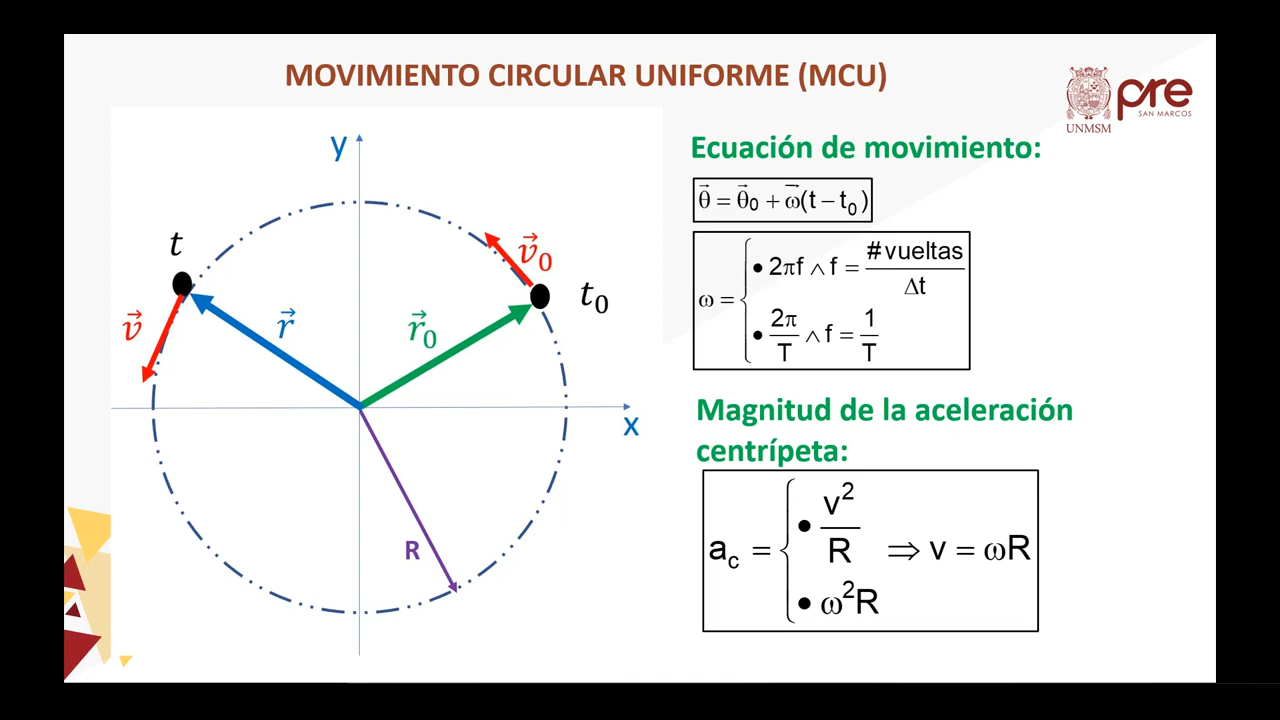 MOVIMIENTO CIRCULAR UNIFORME (MCU)
UNMSM
pre
SAN MARCOS
y
t
v⃗
r⃗
r⃗₀
v⃗₀
t₀
x
R
Ecuación de movimiento:
θ⃗ = θ⃗₀ + ω⃗(t − t₀)
ω = { • 2πf ∧ f = #vueltas / Δt
• 2π / T ∧ f = 1 / T
Magnitud de la aceleración
centrípeta:
a_c = { • v² / R
• ω²R
⇒ v = ωR